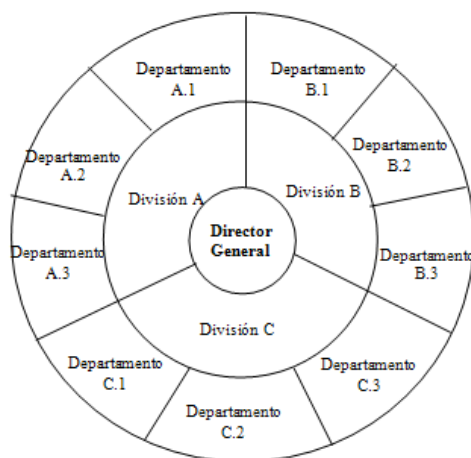 Departamento
A.1
Departamento
B.1
Departamento
A.2
Departamento
B.2
División A
División B
Director
General
Departamento
A.3
Departamento
B.3
División C
Departamento
C.1
Departamento
C.3
Departamento
C.2